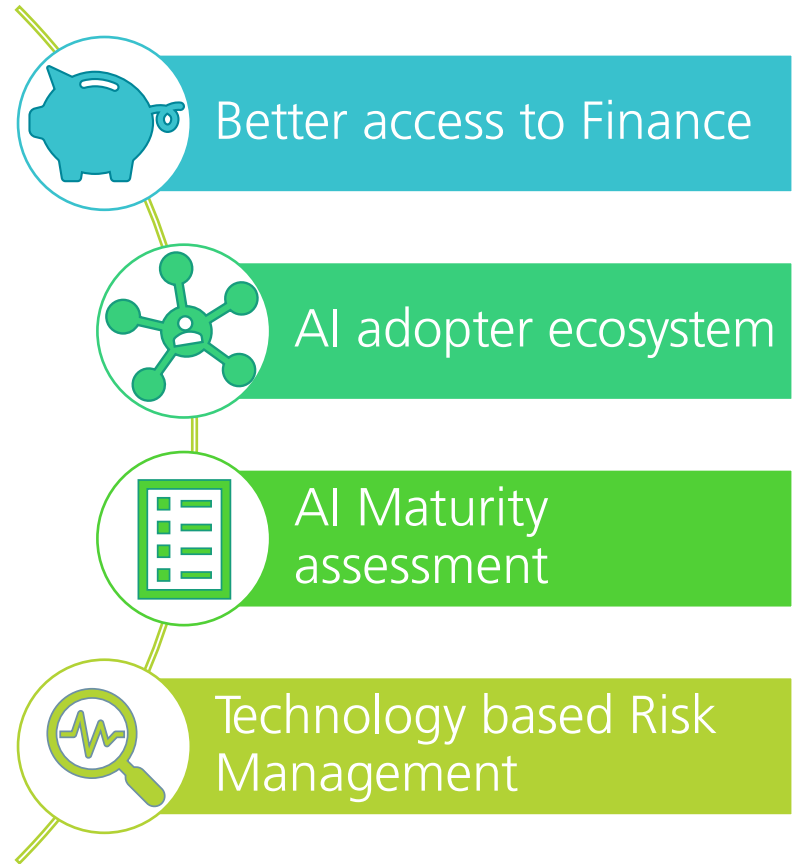 Better access to Finance
AI adopter ecosystem
AI Maturity
assessment
Technology based Risk
Management